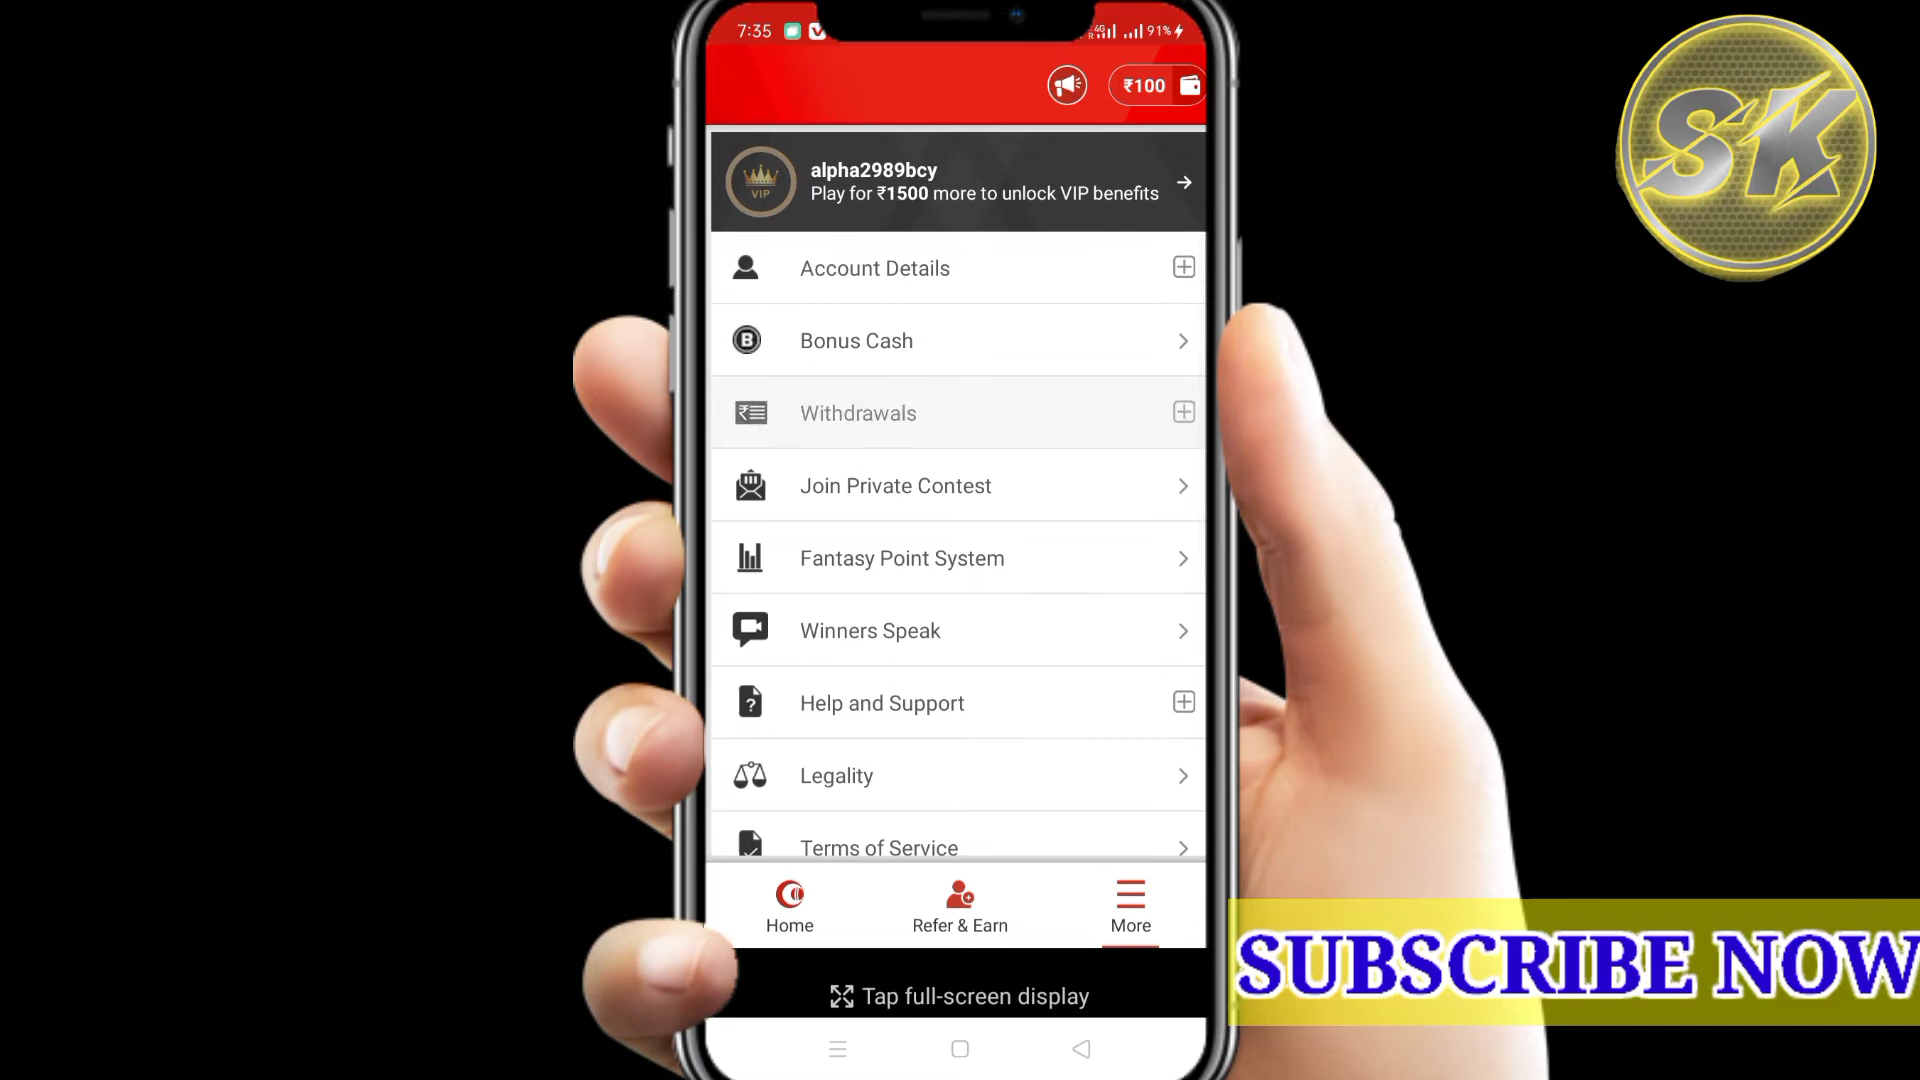 7:35
4G
R
91%
₹100
SK
VIP
alpha2989bcy
Play for ₹1500 more to unlock VIP benefits
Account Details
B
Bonus Cash
₹
Withdrawals
Join Private Contest
Fantasy Point System
Winners Speak
?
Help and Support
Legality
Terms of Service
Home
Refer & Earn
More
SUBSCRIBE NOW
Tap full-screen display